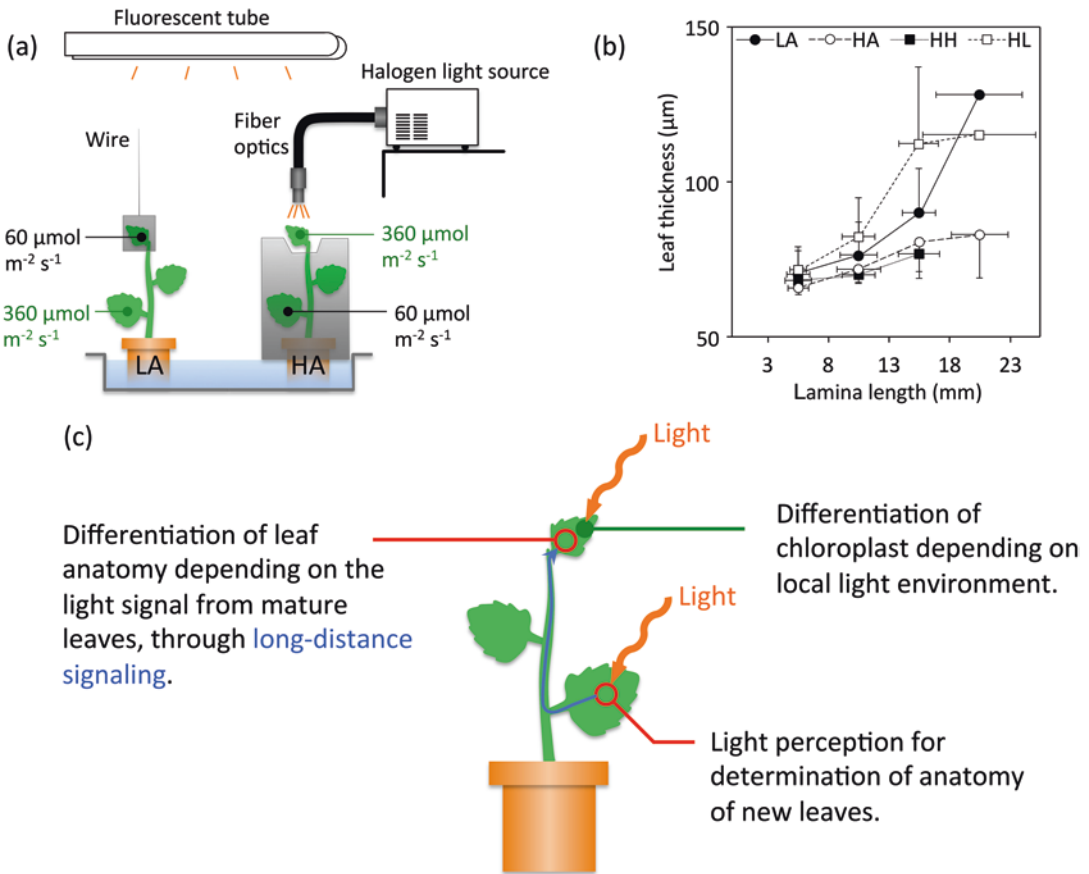 (a)
Fluorescent tube
Halogen light source
Wire
Fiber
optics
60 µmol
m⁻² s⁻¹
360 µmol
m⁻² s⁻¹
360 µmol
m⁻² s⁻¹
60 µmol
m⁻² s⁻¹
LA
HA
(b)
150
100
50
Leaf thickness (µm)
LA
HA
HH
HL
3
8
13
18
23
Lamina length (mm)
(c)
Light
Differentiation of leaf
anatomy depending on the
light signal from mature
leaves, through long-distance
signaling.
Differentiation of
chloroplast depending on
local light environment.
Light
Light perception for
determination of anatomy
of new leaves.